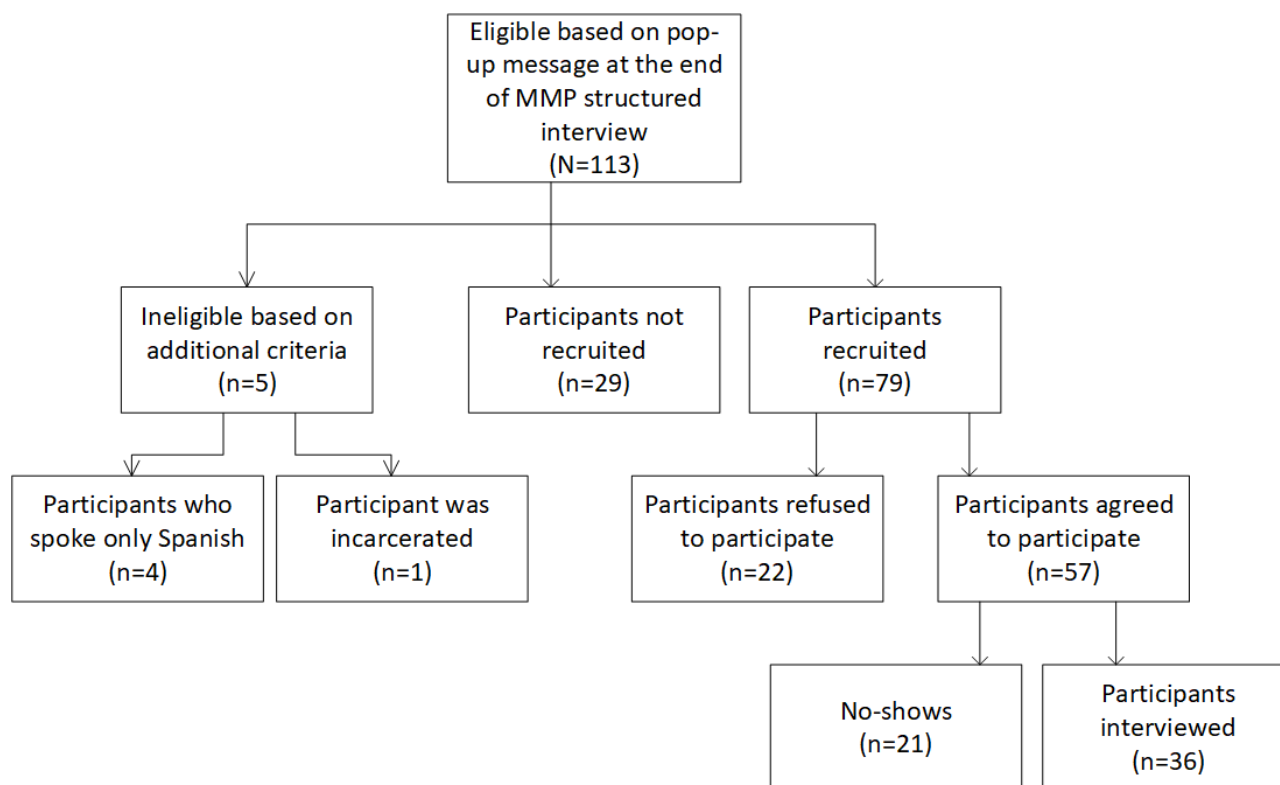 Eligible based on pop-
up message at the end
of MMP structured
interview
(N=113)
Ineligible based on
additional criteria
(n=5)
Participants not
recruited
(n=29)
Participants
recruited
(n=79)
Participants who
spoke only Spanish
(n=4)
Participant was
incarcerated
(n=1)
Participants refused
to participate
(n=22)
Participants agreed
to participate
(n=57)
No-shows
(n=21)
Participants
interviewed
(n=36)